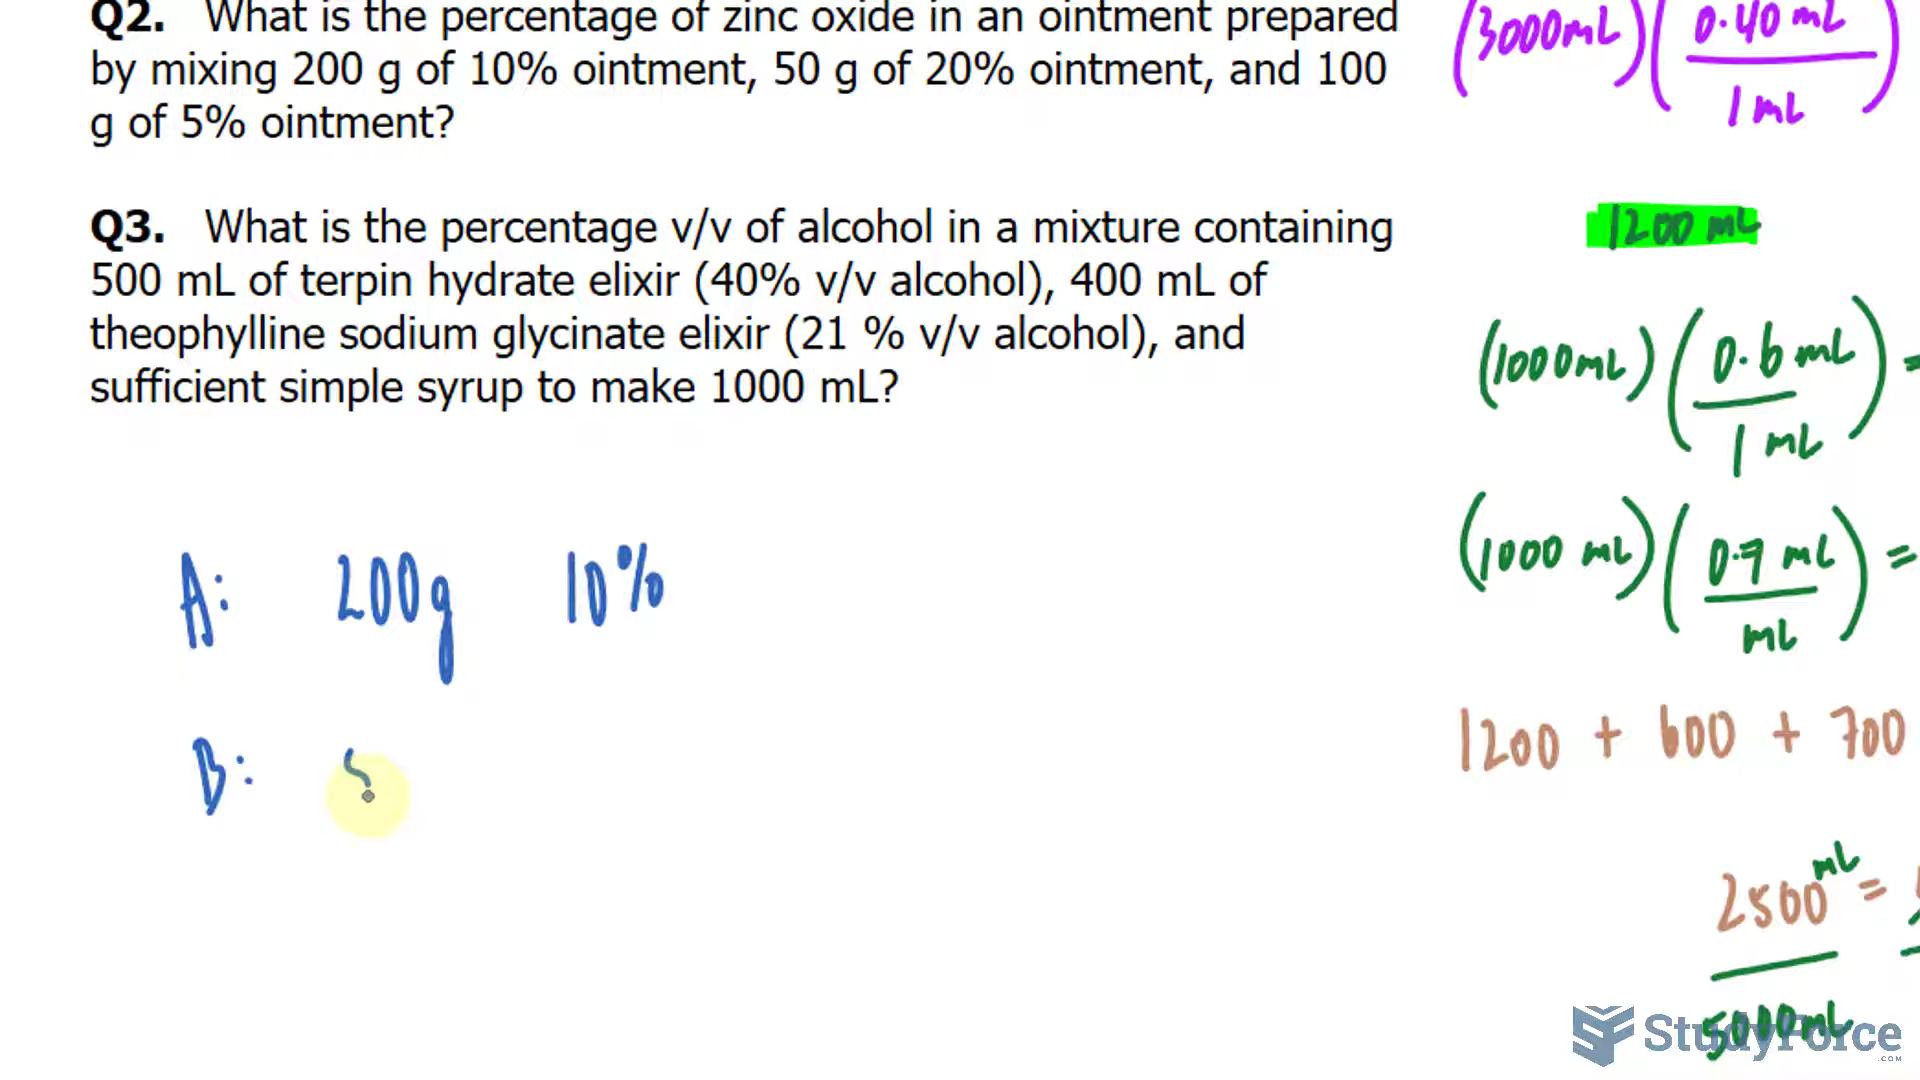 Q2. What is the percentage of zinc oxide in an ointment prepared
by mixing 200 g of 10% ointment, 50 g of 20% ointment, and 100
g of 5% ointment?
Q3. What is the percentage v/v of alcohol in a mixture containing
500 mL of terpin hydrate elixir (40% v/v alcohol), 400 mL of
theophylline sodium glycinate elixir (21 % v/v alcohol), and
sufficient simple syrup to make 1000 mL?
A: 200g 10%
B:
(3000mL) (0.40 mL
1 mL)
1200 mL
(1000mL) (0.6 mL
1 mL) =
(1000 mL) (0.7 mL
mL) =
1200 + 600 + 700
2500 mL =
5000mL
StudyForce
.COM